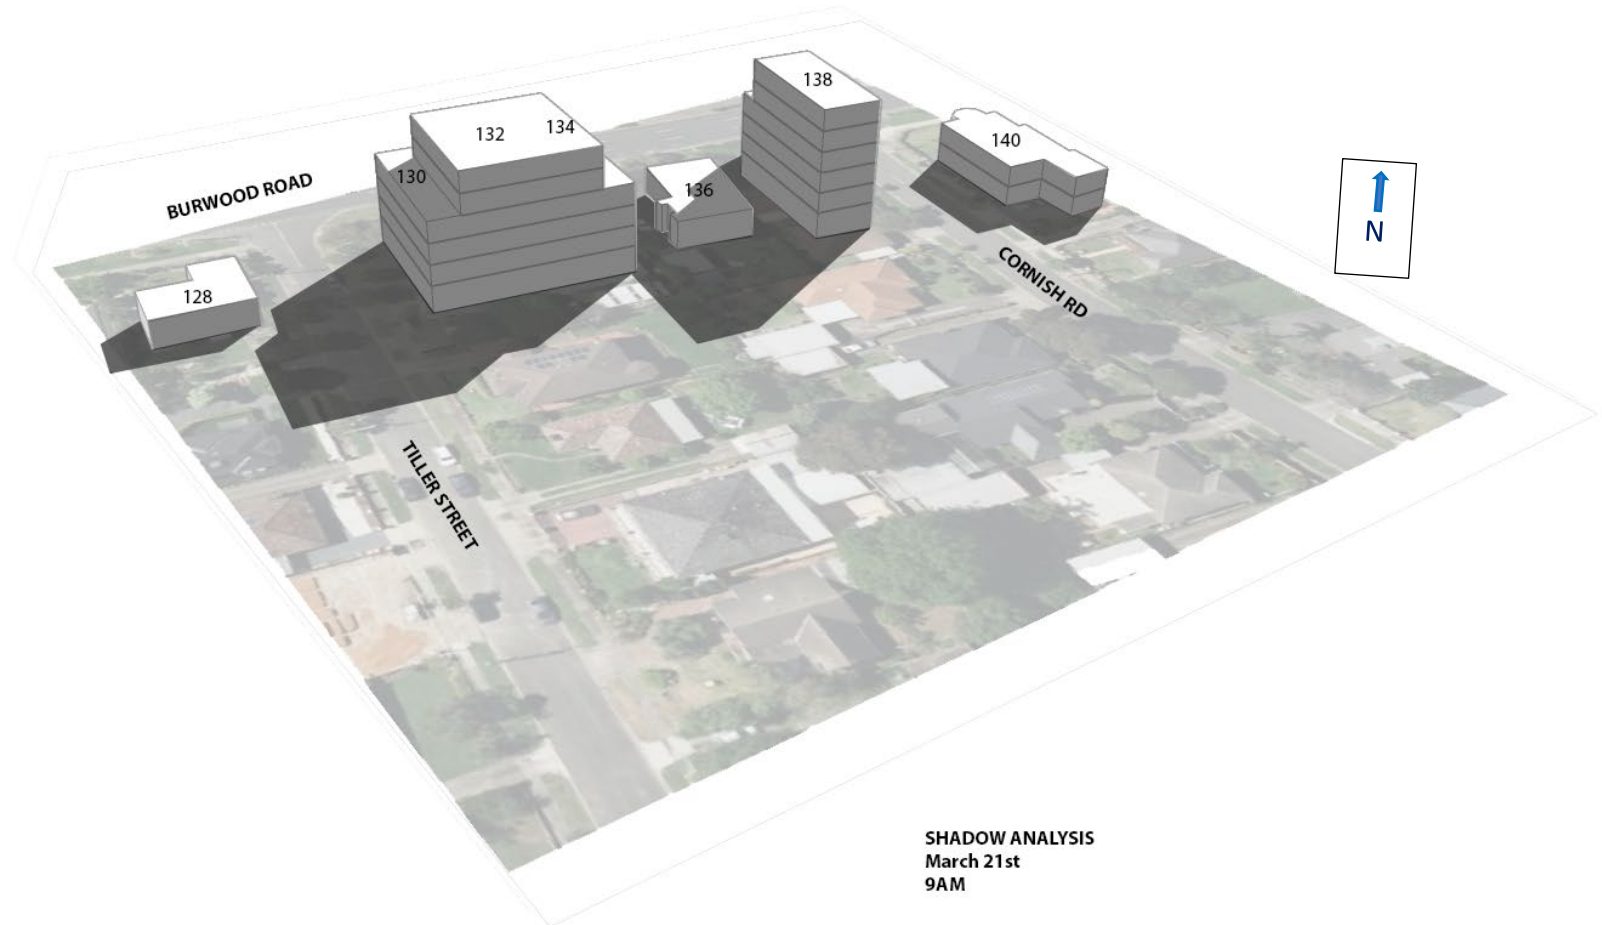 138
132
134
140
130
136
BURWOOD ROAD
N
128
CORNISH RD
TILLER STREET
SHADOW ANALYSIS
March 21st
9AM